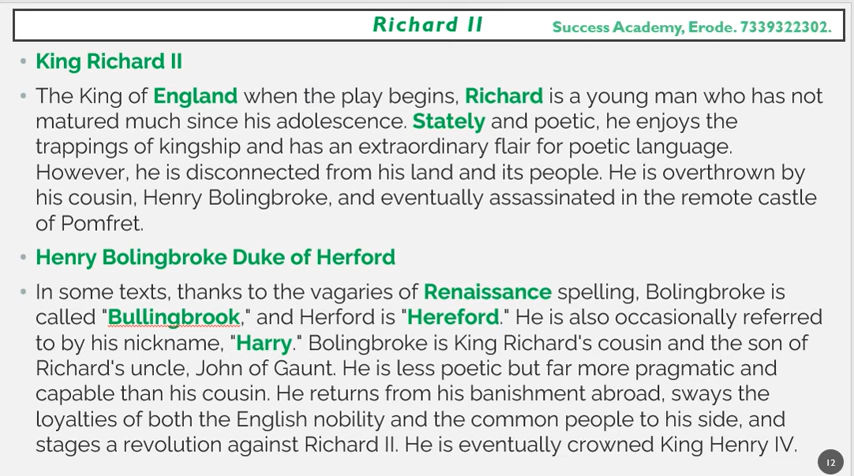 Richard II
Success Academy, Erode. 7339322302.
• King Richard II
• The King of England when the play begins, Richard is a young man who has not
matured much since his adolescence. Stately and poetic, he enjoys the
trappings of kingship and has an extraordinary flair for poetic language.
However, he is disconnected from his land and its people. He is overthrown by
his cousin, Henry Bolingbroke, and eventually assassinated in the remote castle
of Pomfret.
• Henry Bolingbroke Duke of Herford
• In some texts, thanks to the vagaries of Renaissance spelling, Bolingbroke is
called "Bullingbrook," and Herford is "Hereford." He is also occasionally referred
to by his nickname, "Harry." Bolingbroke is King Richard's cousin and the son of
Richard's uncle, John of Gaunt. He is less poetic but far more pragmatic and
capable than his cousin. He returns from his banishment abroad, sways the
loyalties of both the English nobility and the common people to his side, and
stages a revolution against Richard II. He is eventually crowned King Henry IV.
12